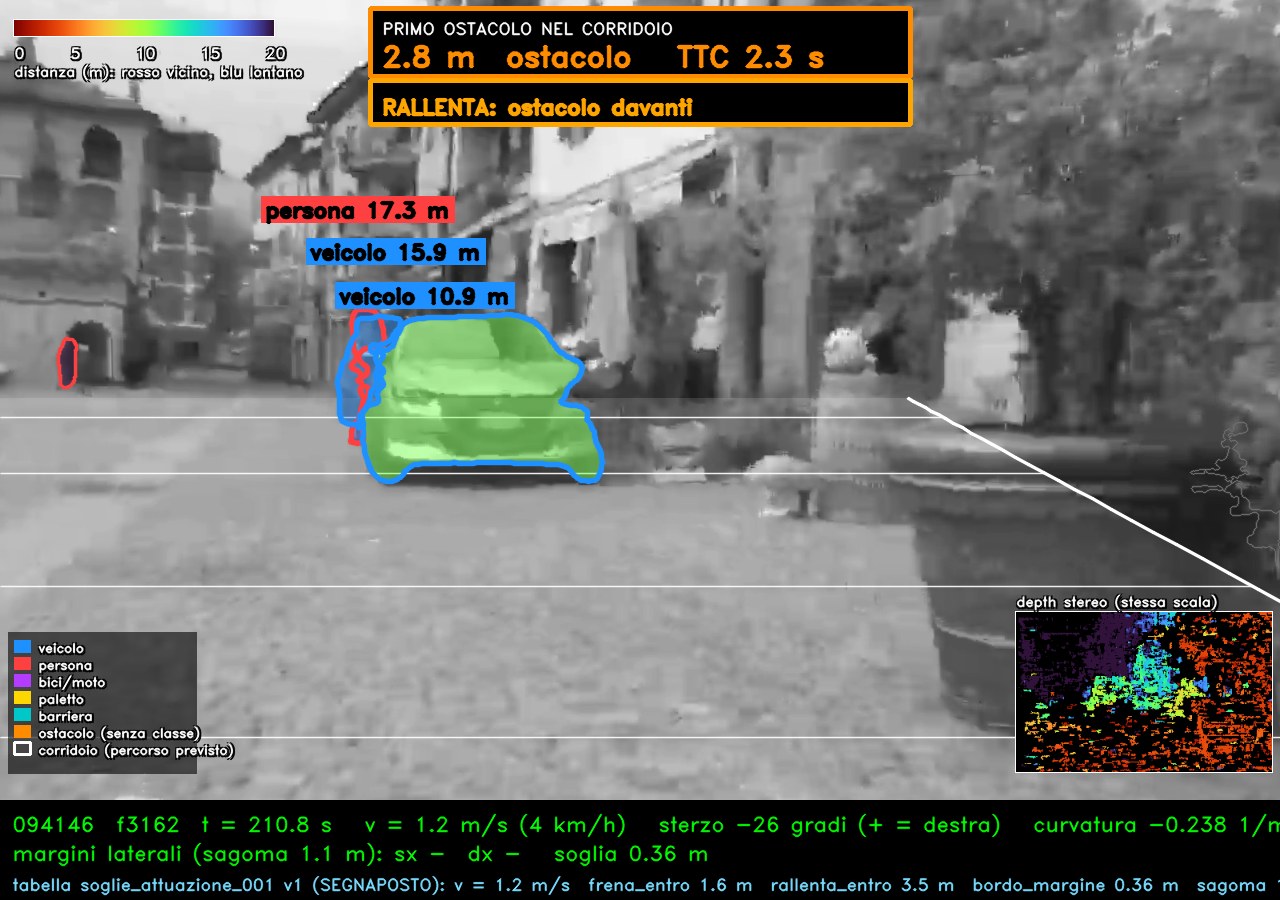 0 5 10 15 20
distanza (m): rosso vicino, blu lontano
PRIMO OSTACOLO NEL CORRIDOIO
2.8 m ostacolo TTC 2.3 s
RALLENTA: ostacolo davanti
persona 17.3 m
veicolo 15.9 m
veicolo 10.9 m
depth stereo (stessa scala)
veicolo
persona
bici/moto
paletto
barriera
ostacolo (senza classe)
corridoio (percorso previsto)
094146 f3162 t = 210.8 s v = 1.2 m/s (4 km/h) sterzo −26 gradi (+ = destra) curvatura −0.238 1/m
margini laterali (sagoma 1.1 m): sx − dx − soglia 0.36 m
tabella soglie_attuazione_001 v1 (SEGNAPOSTO): v = 1.2 m/s frena_entro 1.6 m rallenta_entro 3.5 m bordo_margine 0.36 m sagoma